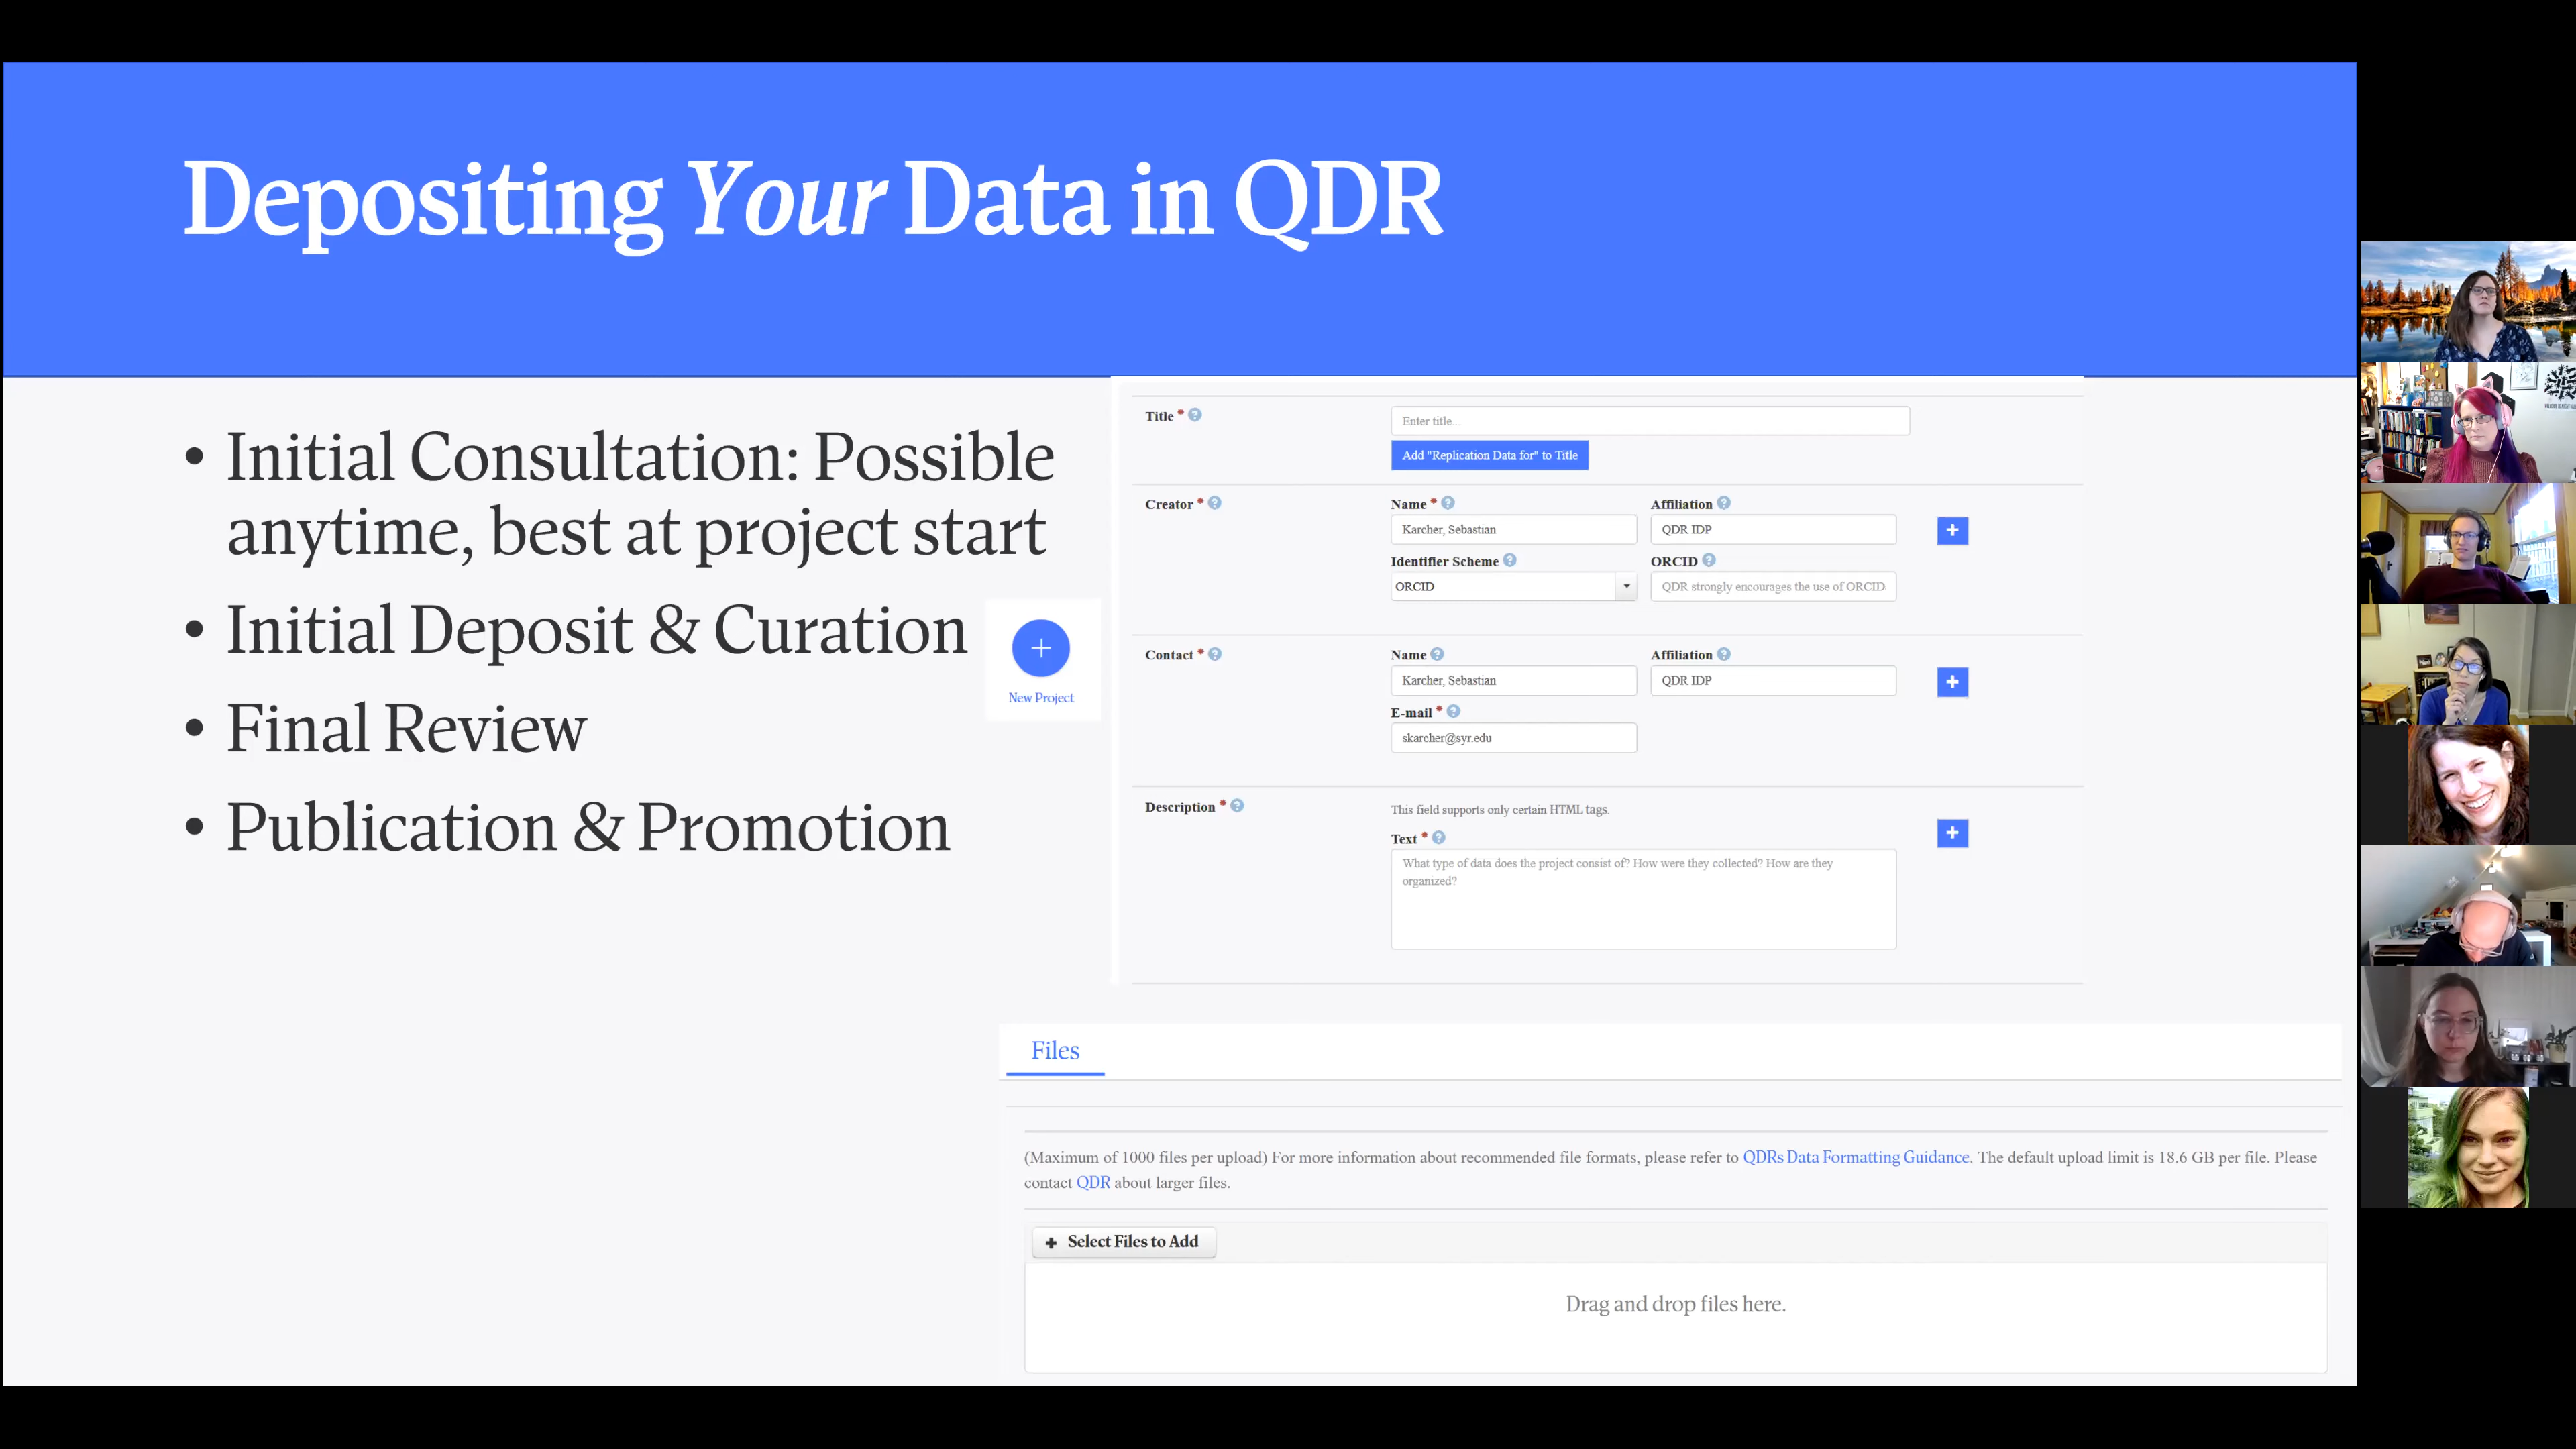 Depositing Your Data in QDR
• Initial Consultation: Possible
anytime, best at project start
• Initial Deposit & Curation
• Final Review
• Publication & Promotion
+
New Project
Title * ?
Enter title...
Add "Replication Data for" to Title
Creator * ?
Name * ? Affiliation ?
Karcher, Sebastian QDR IDP +
Identifier Scheme ? ORCID ?
ORCID QDR strongly encourages the use of ORCID
Contact * ?
Name ? Affiliation ?
Karcher, Sebastian QDR IDP +
E-mail * ?
skarcher@syr.edu
Description * ?
This field supports only certain HTML tags.
Text * ? +
What type of data does the project consist of? How were they collected? How are they
organized?
Files
(Maximum of 1000 files per upload) For more information about recommended file formats, please refer to QDRs Data Formatting Guidance. The default upload limit is 18.6 GB per file. Please
contact QDR about larger files.
+ Select Files to Add
Drag and drop files here.